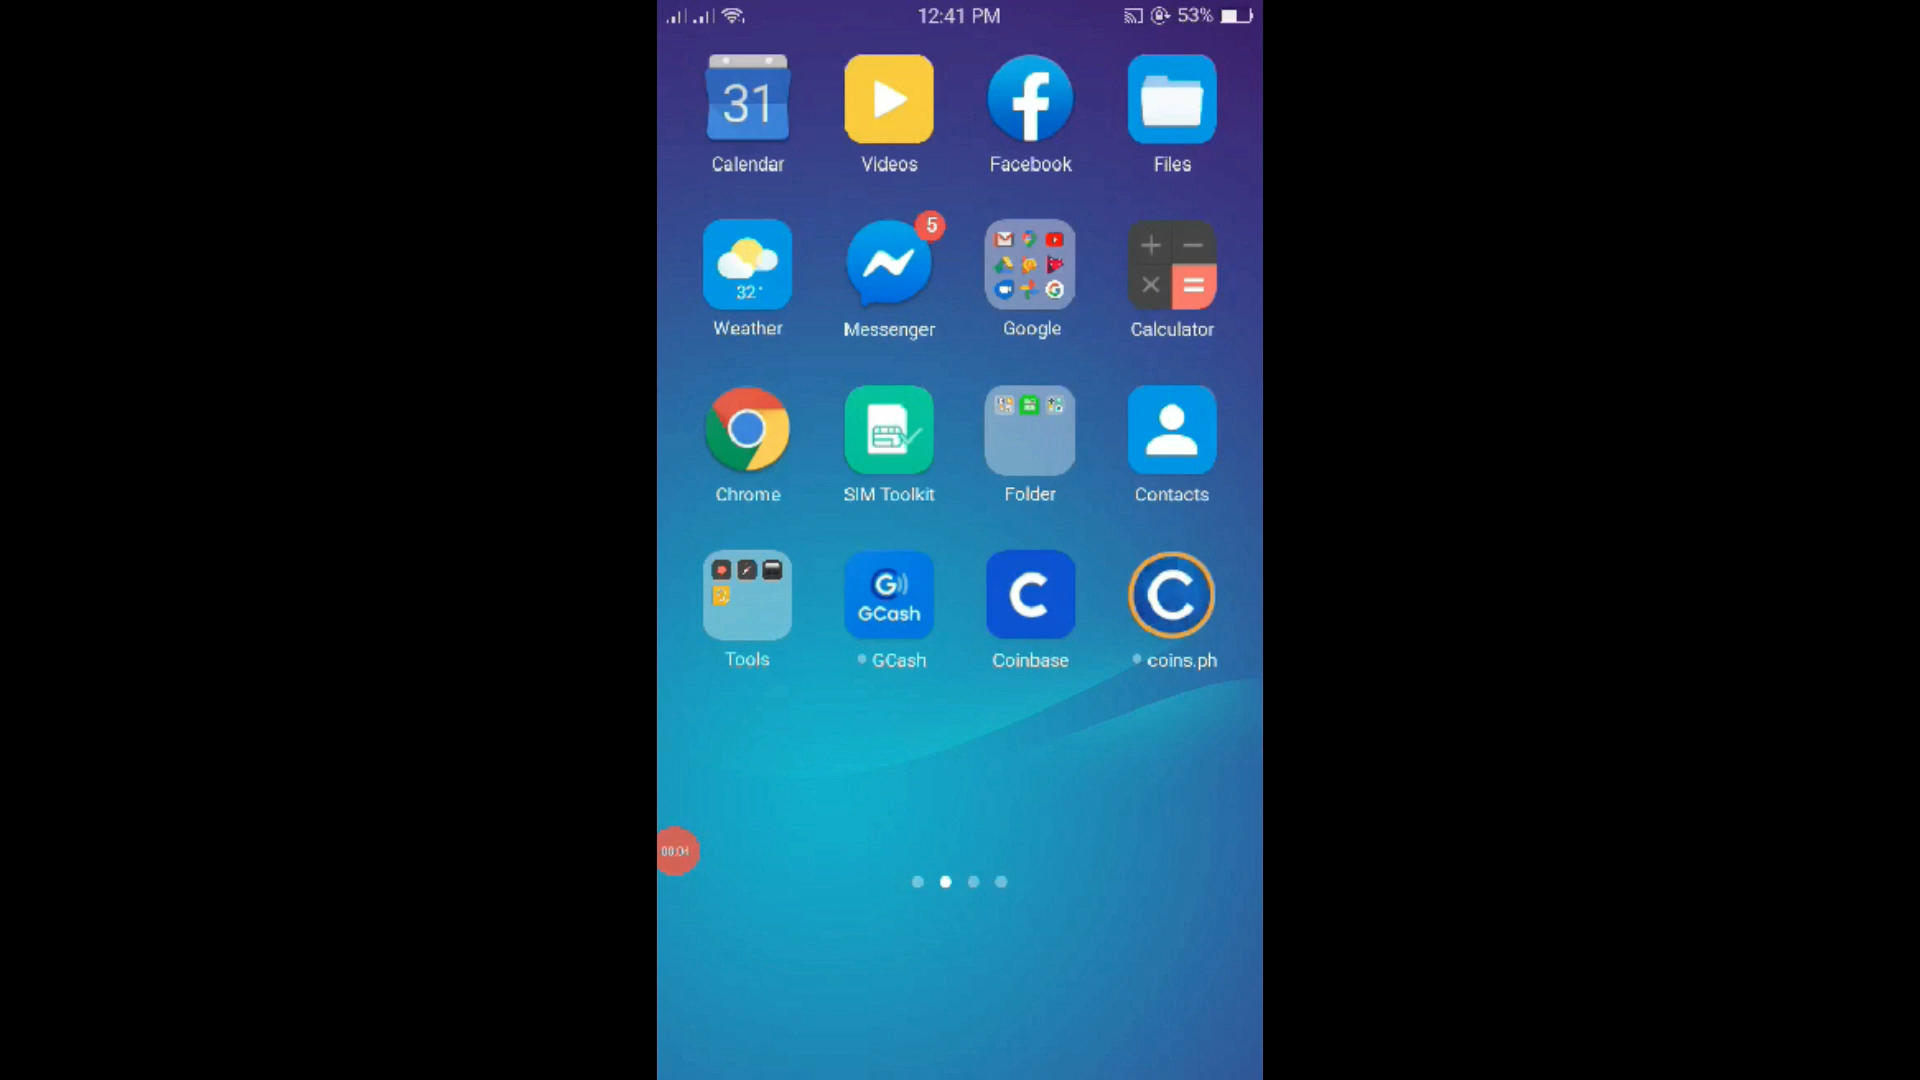 12:41 PM 53%
31
Calendar Videos Facebook Files
32°
5
Weather Messenger Google Calculator
Chrome SIM Toolkit Folder Contacts
GCash
Tools GCash Coinbase coins.ph
00:04